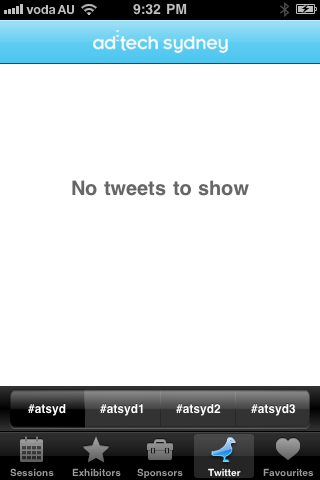 voda AU 9:32 PM
ad:tech sydney
No tweets to show
#atsyd #atsyd1 #atsyd2 #atsyd3
Sessions Exhibitors Sponsors Twitter Favourites